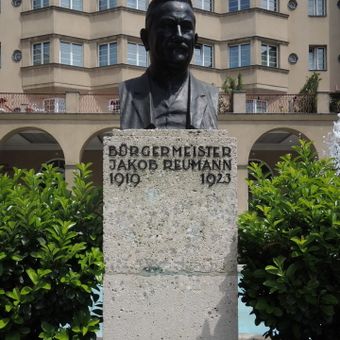 BÜRGERMEISTER
JAKOB REUMANN
1919 1923